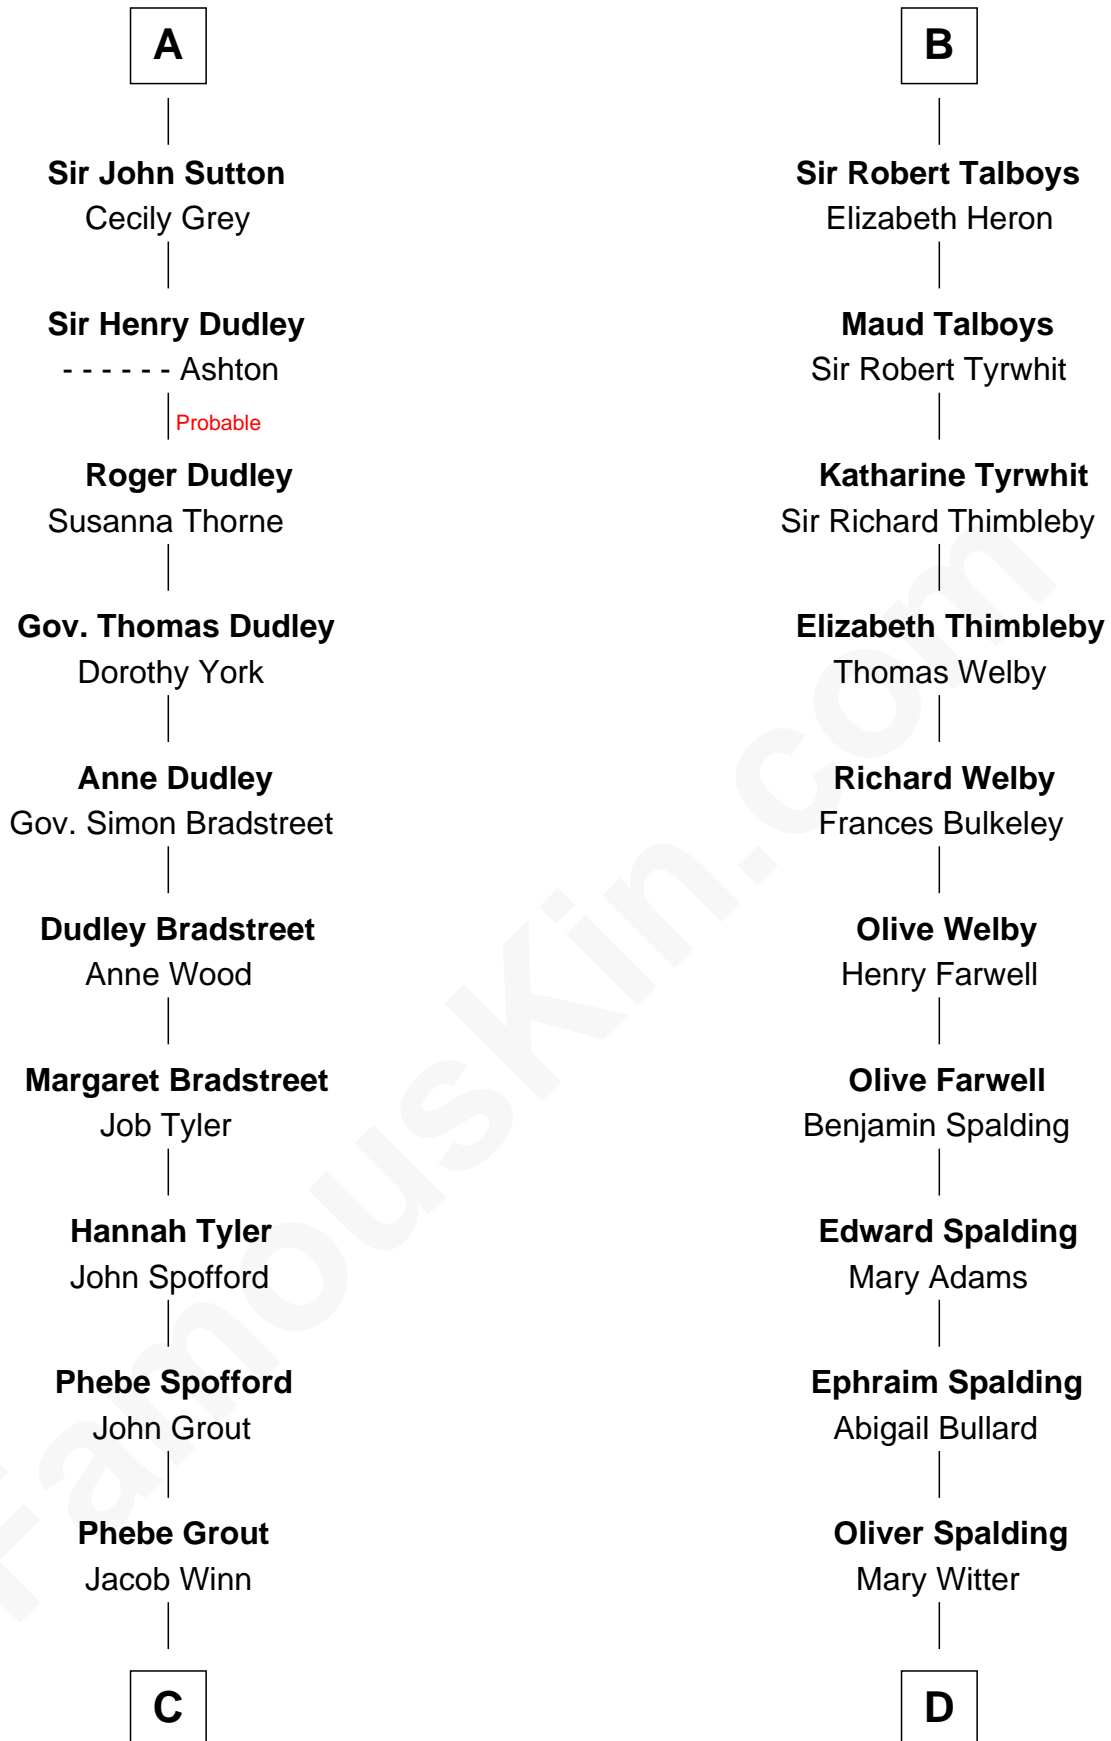 A
Sir John Sutton
Cecily Grey
Sir Henry Dudley
- - - - - - Ashton
Probable
Roger Dudley
Susanna Thorne
Gov. Thomas Dudley
Dorothy York
Anne Dudley
Gov. Simon Bradstreet
Dudley Bradstreet
Anne Wood
Margaret Bradstreet
Job Tyler
Hannah Tyler
John Spofford
Phebe Spofford
John Grout
Phebe Grout
Jacob Winn
C
B
Sir Robert Talboys
Elizabeth Heron
Maud Talboys
Sir Robert Tyrwhit
Katharine Tyrwhit
Sir Richard Thimbleby
Elizabeth Thimbleby
Thomas Welby
Richard Welby
Frances Bulkeley
Olive Welby
Henry Farwell
Olive Farwell
Benjamin Spalding
Edward Spalding
Mary Adams
Ephraim Spalding
Abigail Bullard
Oliver Spalding
Mary Witter
D
FamousKin.com